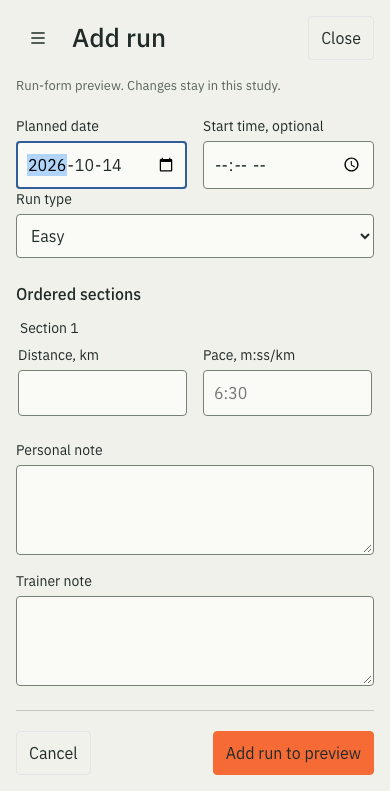 Add run
Close
Run-form preview. Changes stay in this study.
Planned date
Start time, optional
2026-10-14
--:-- --
Run type
Easy
Ordered sections
Section 1
Distance, km
Pace, m:ss/km
6:30
Personal note
Trainer note
Cancel
Add run to preview